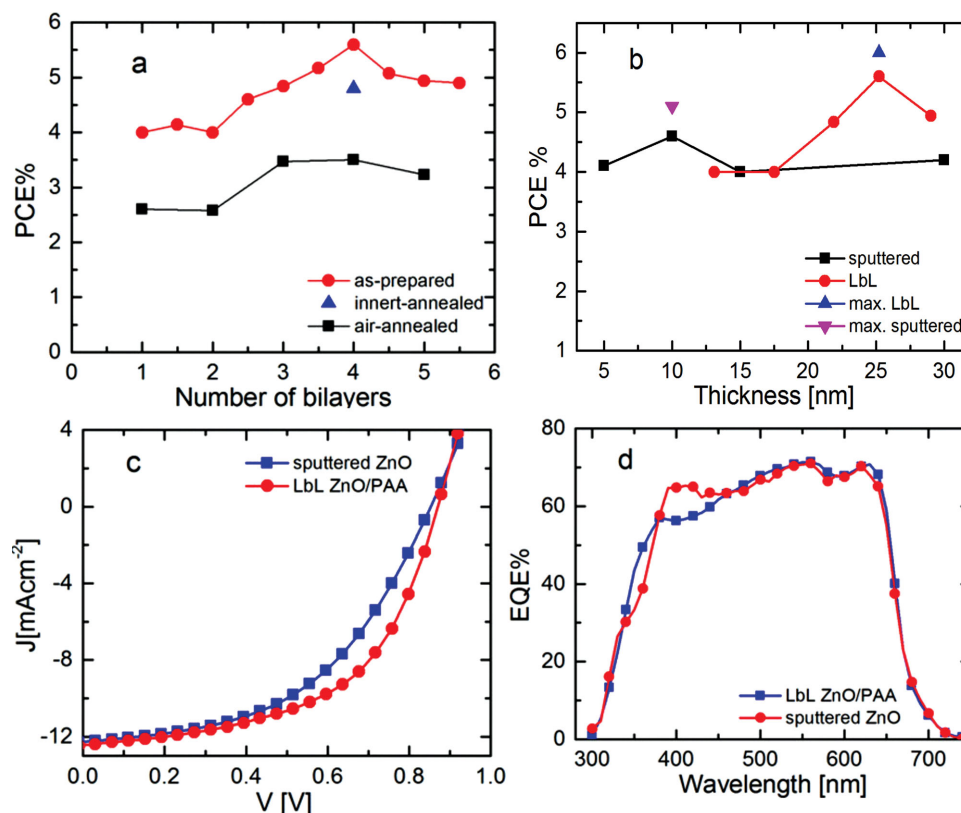 a
PCE%
6
5
4
3
2
1
0
0 1 2 3 4 5 6
Number of bilayers
as-prepared
innert-annealed
air-annealed
b
PCE %
6
5
4
3
2
1
5 10 15 20 25 30
Thickness [nm]
sputtered
LbL
max. LbL
max. sputtered
c
J[mAcm-2]
4
0
-4
-8
-12
0.0 0.2 0.4 0.6 0.8 1.0
V [V]
sputtered ZnO
LbL ZnO/PAA
d
EQE%
80
60
40
20
0
300 400 500 600 700
Wavelength [nm]
LbL ZnO/PAA
sputtered ZnO